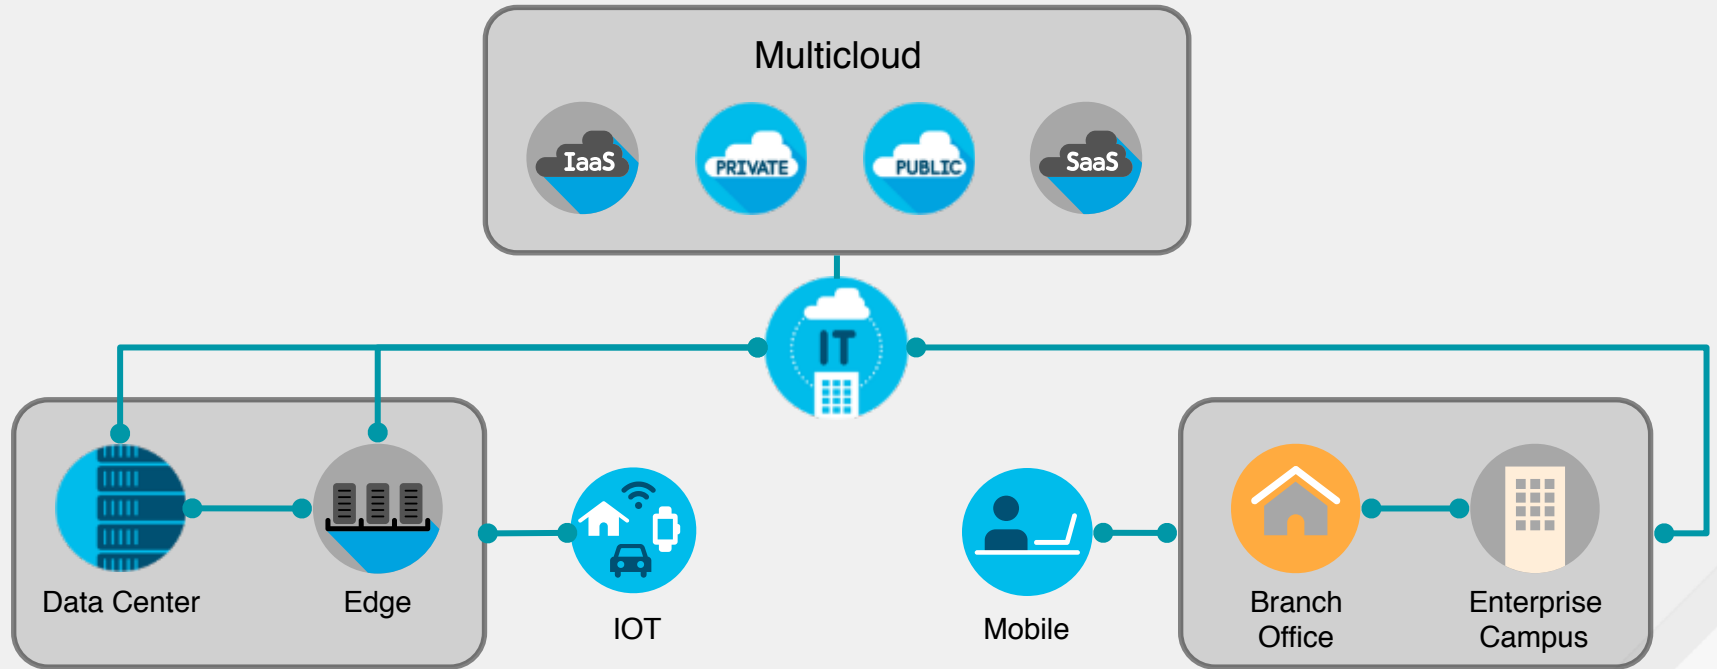 Multicloud
IaaS
PRIVATE
PUBLIC
SaaS
IT
Data Center
Edge
IOT
Mobile
Branch
Office
Enterprise
Campus